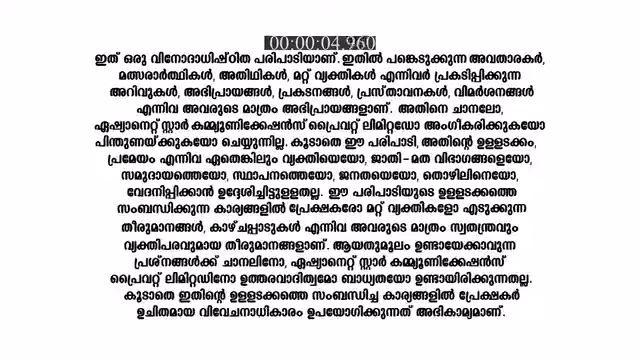 00:00:04.960
ഇത് ഒരു വിനോദാധിഷ്ഠിത പരിപാടിയാണ്. ഇതിൽ പങ്കെടുക്കുന്ന അവതാരകർ,
മത്സരാർത്ഥികൾ, അതിഥികൾ, മറ്റ് വ്യക്തികൾ എന്നിവർ പ്രകടിപ്പിക്കുന്ന
അറിവുകൾ, അഭിപ്രായങ്ങൾ, പ്രകടനങ്ങൾ, പ്രസ്താവനകൾ, വിമർശനങ്ങൾ
എന്നിവ അവരുടെ മാത്രം അഭിപ്രായങ്ങളാണ്. അതിനെ ചാനലോ,
ഏഷ്യാനെറ്റ് സ്റ്റാർ കമ്മ്യൂണിക്കേഷൻസ് പ്രൈവറ്റ് ലിമിറ്റഡോ അംഗീകരിക്കുകയോ
പിന്തുണയ്ക്കുകയോ ചെയ്യുന്നില്ല. കൂടാതെ ഈ പരിപാടി, അതിന്റെ ഉള്ളടക്കം,
പ്രമേയം എന്നിവ ഏതെങ്കിലും വ്യക്തിയെയോ, ജാതി - മത വിഭാഗങ്ങളെയോ,
സമുദായത്തെയോ, സ്ഥാപനത്തെയോ, ജനതയെയോ, തൊഴിലിനെയോ,
വേദനിപ്പിക്കാൻ ഉദ്ദേശിച്ചിട്ടുള്ളതല്ല. ഈ പരിപാടിയുടെ ഉള്ളടക്കത്തെ
സംബന്ധിക്കുന്ന കാര്യങ്ങളിൽ പ്രേക്ഷകരോ മറ്റ് വ്യക്തികളോ എടുക്കുന്ന
തീരുമാനങ്ങൾ, കാഴ്ചപ്പാടുകൾ എന്നിവ അവരുടെ മാത്രം സ്വതന്ത്രവും
വ്യക്തിപരവുമായ തീരുമാനങ്ങളാണ്. ആയതുമൂലം ഉണ്ടായേക്കാവുന്ന
പ്രശ്നങ്ങൾക്ക് ചാനലിനോ, ഏഷ്യാനെറ്റ് സ്റ്റാർ കമ്മ്യൂണിക്കേഷൻസ്
പ്രൈവറ്റ് ലിമിറ്റഡിനോ ഉത്തരവാദിത്വമോ ബാധ്യതയോ ഉണ്ടായിരിക്കുന്നതല്ല.
കൂടാതെ ഇതിന്റെ ഉള്ളടക്കത്തെ സംബന്ധിച്ച കാര്യങ്ങളിൽ പ്രേക്ഷകർ
ഉചിതമായ വിവേചനാധികാരം ഉപയോഗിക്കുന്നത് അഭികാമ്യമാണ്.